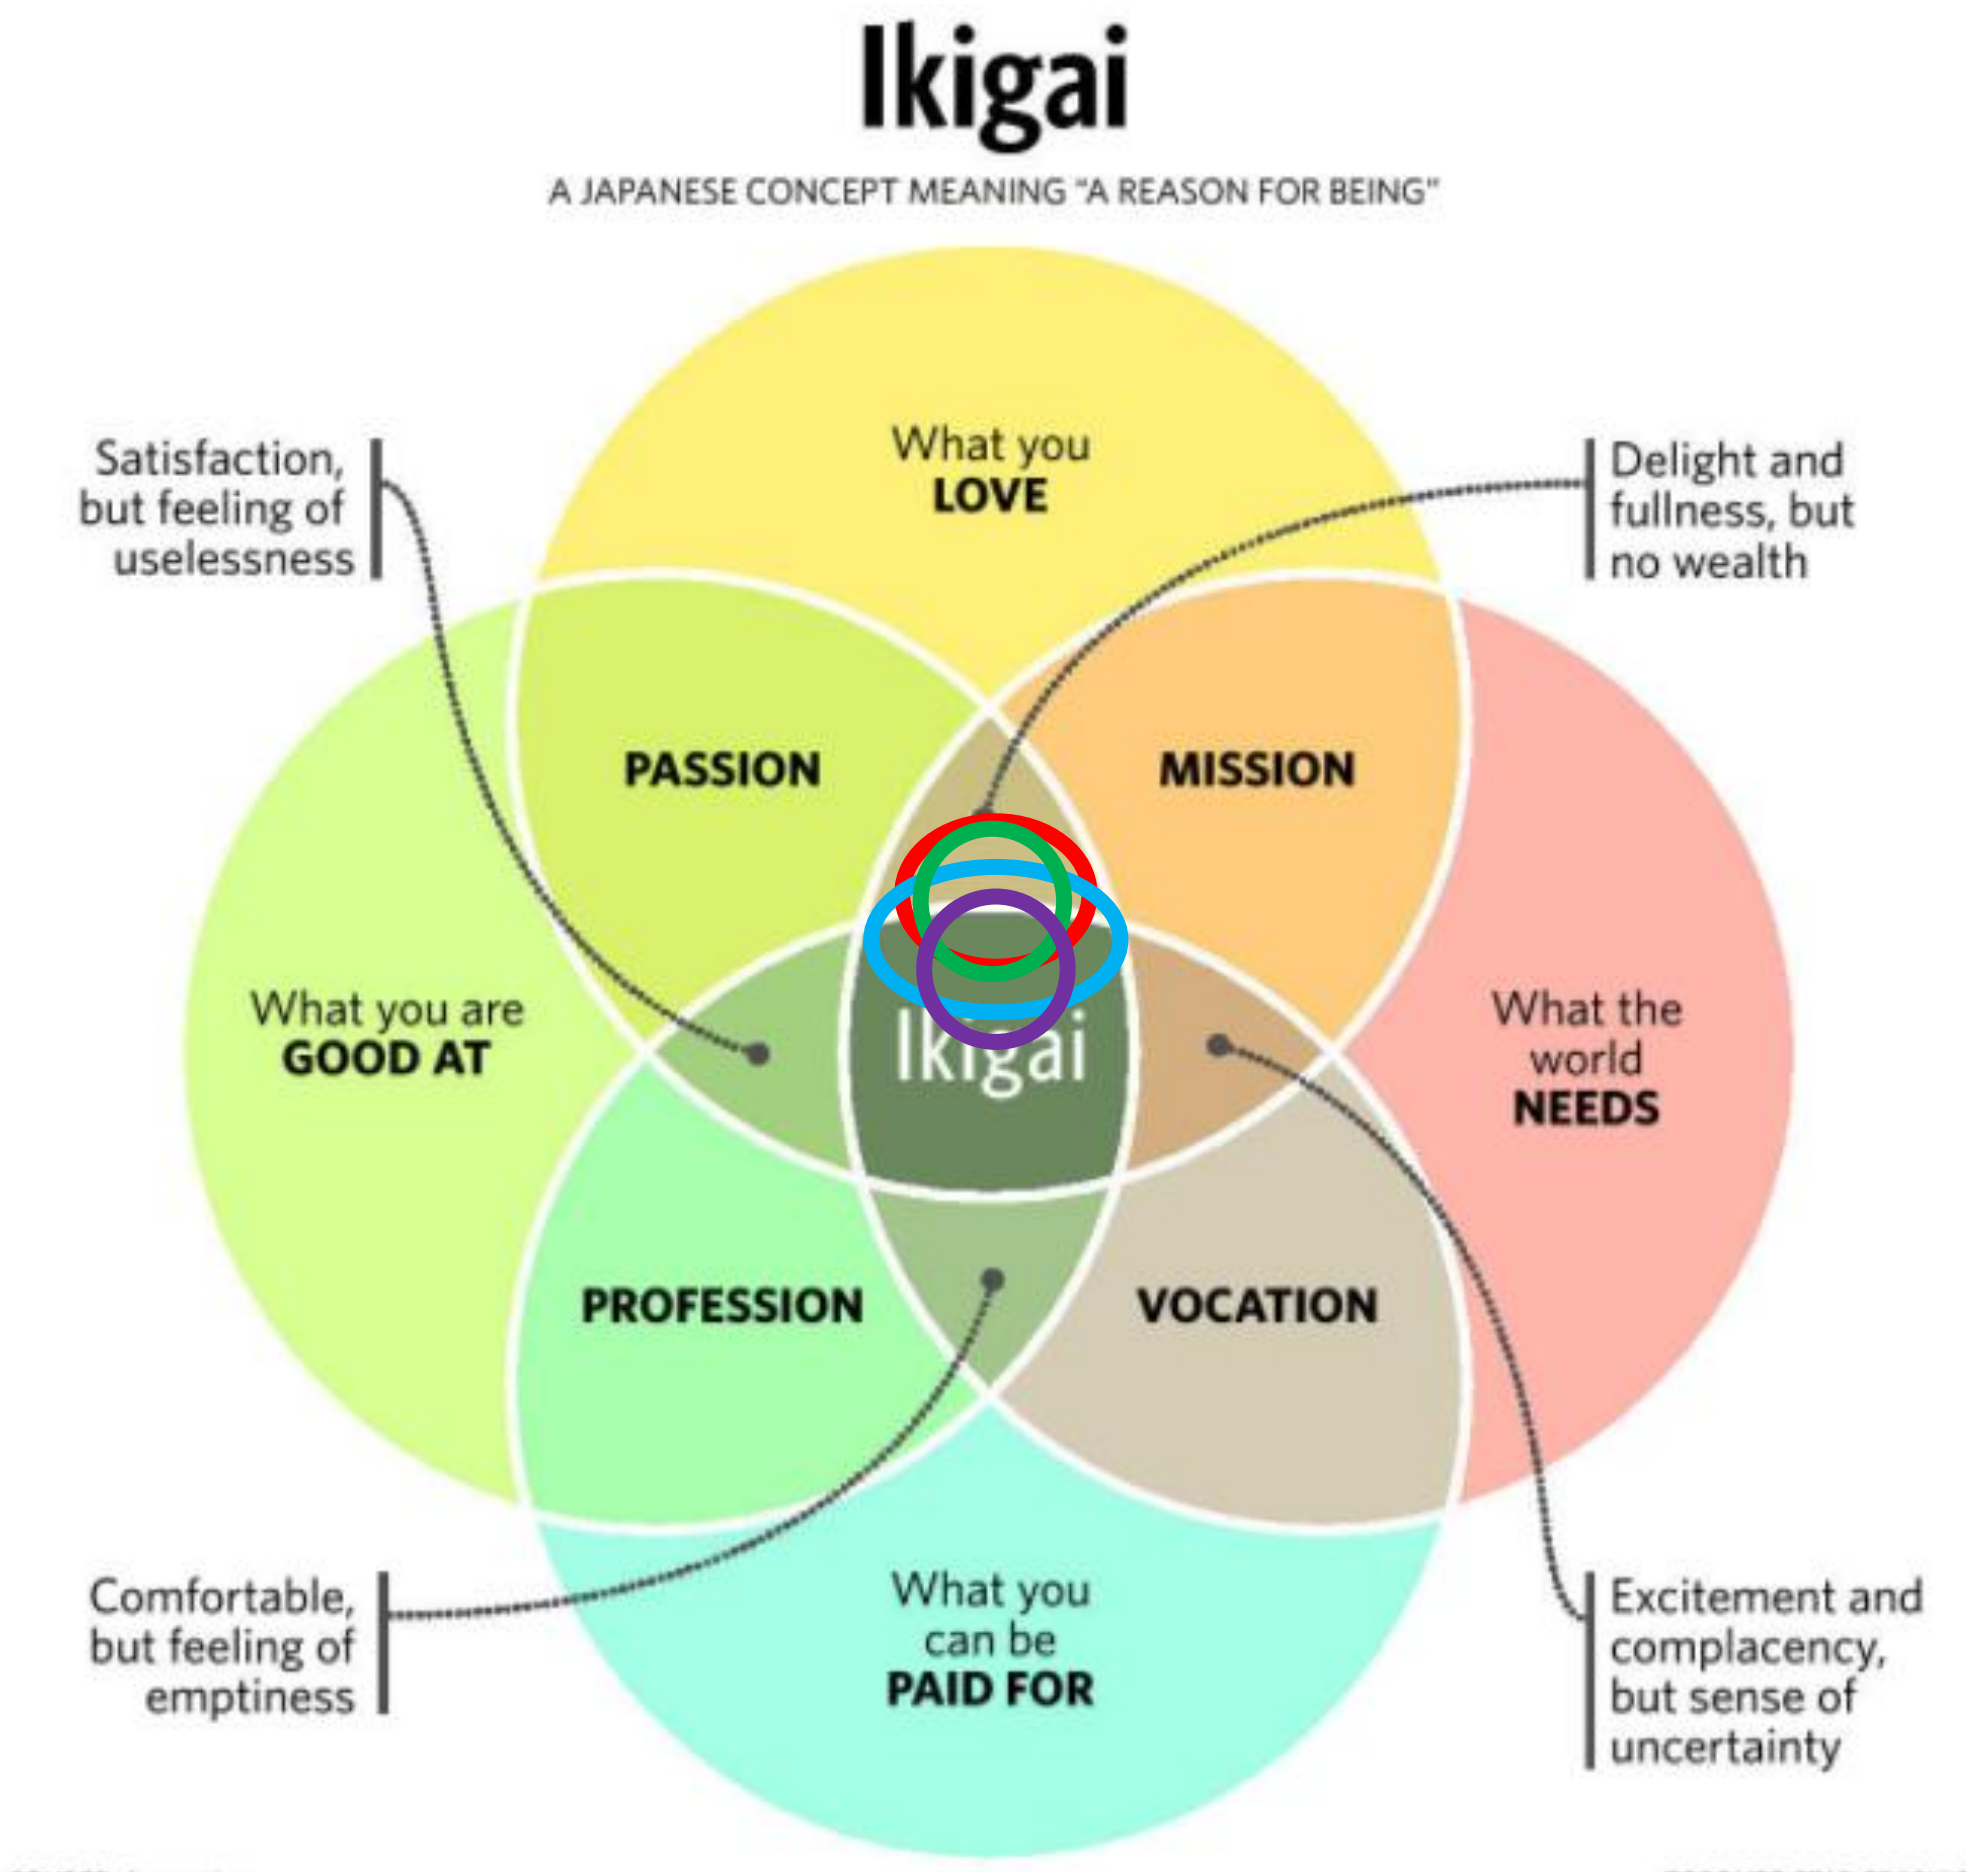 Ikigai
A JAPANESE CONCEPT MEANING "A REASON FOR BEING"
What you
LOVE
Satisfaction,
but feeling of
uselessness
Delight and
fullness, but
no wealth
PASSION
MISSION
What you are
GOOD AT
Ikigai
What the
world
NEEDS
PROFESSION
VOCATION
What you
can be
PAID FOR
Comfortable,
but feeling of
emptiness
Excitement and
complacency,
but sense of
uncertainty